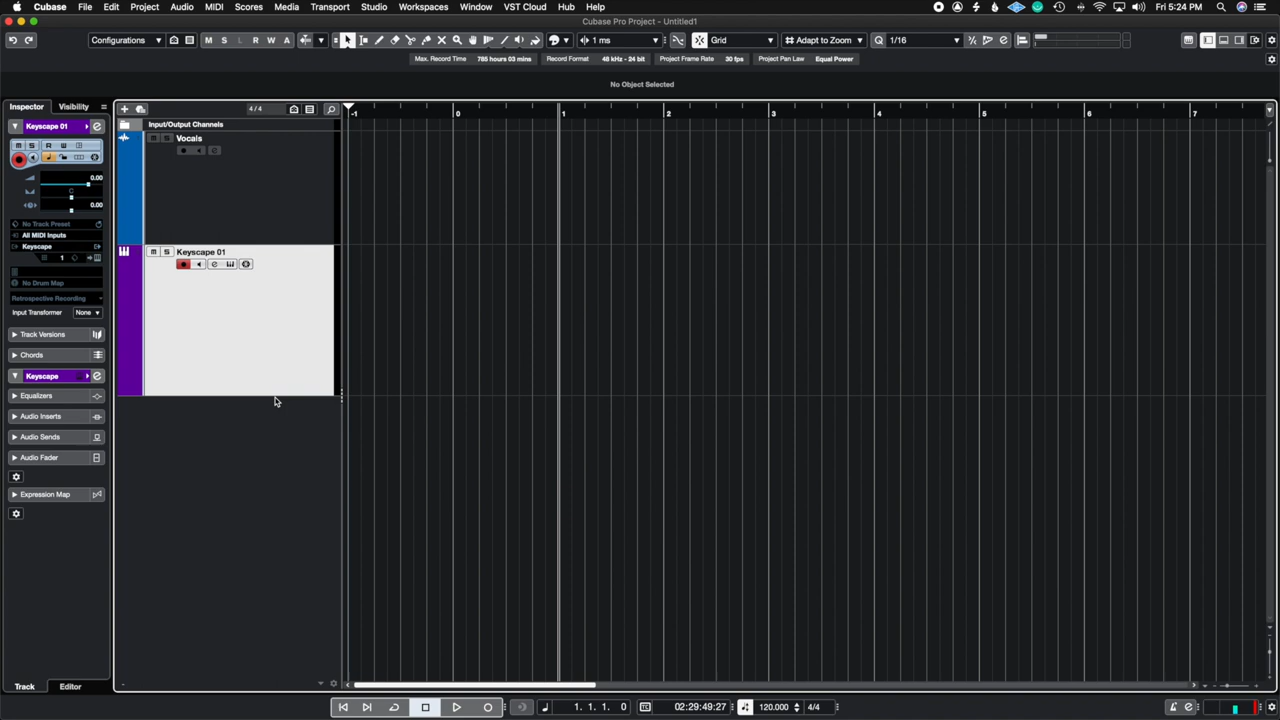 Cubase File Edit Project Audio MIDI Scores Media Transport Studio Workspaces Window VST Cloud Hub Help Fri 5:24 PM
Cubase Pro Project - Untitled1
Configurations M S L R W A 1 ms Grid Adapt to Zoom Q 1/16
Max. Record Time 785 hours 03 mins Record Format 48 kHz - 24 bit Project Frame Rate 30 fps Project Pan Law Equal Power
No Object Selected
Inspector Visibility 4/4 -1 0 1 2 3 4 5 6 7
Input/Output Channels
Keyscape 01
M S Vocals
M S R W
0.00
C
0.00
No Track Preset
All MIDI Inputs
Keyscape
M S Keyscape 01
1
No Drum Map
Retrospective Recording
Input Transformer None
Track Versions
Chords
Keyscape
Equalizers
Audio Inserts
Audio Sends
Audio Fader
Expression Map
Track Editor
1. 1. 1. 0 02:29:49:27 120.000 4/4